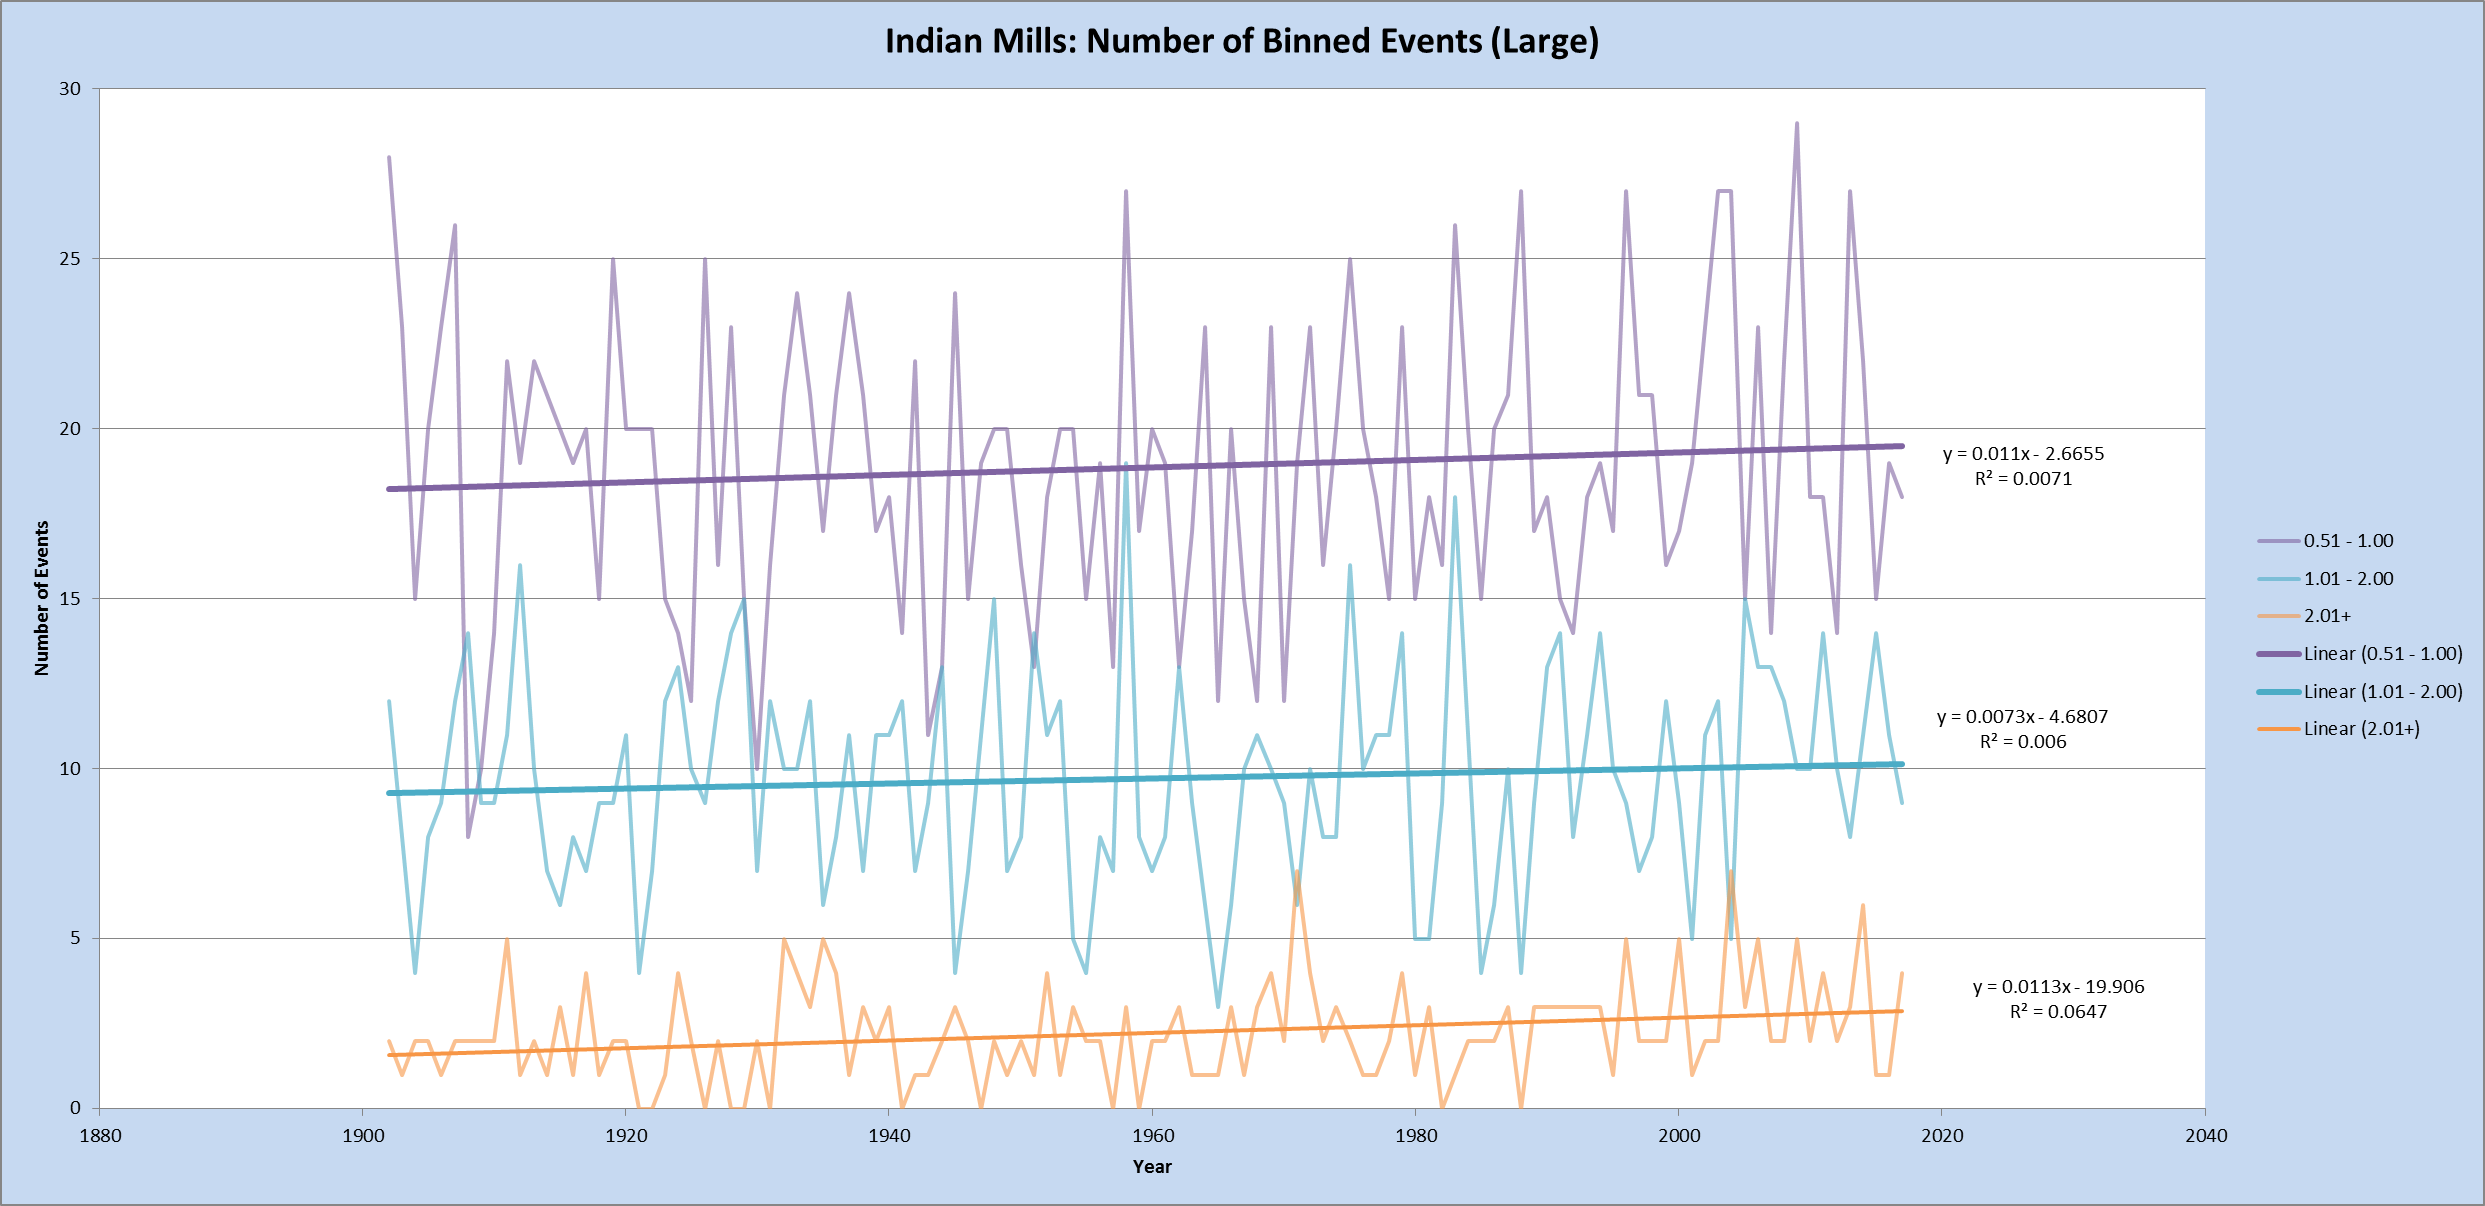 Indian Mills: Number of Binned Events (Large)
30
25
20
15
10
5
0
Number of Events
1880
1900
1920
1940
1960
1980
2000
2020
2040
Year
y = 0.011x - 2.6655
R² = 0.0071
y = 0.0073x - 4.6807
R² = 0.006
y = 0.0113x - 19.906
R² = 0.0647
0.51 - 1.00
1.01 - 2.00
2.01+
Linear (0.51 - 1.00)
Linear (1.01 - 2.00)
Linear (2.01+)